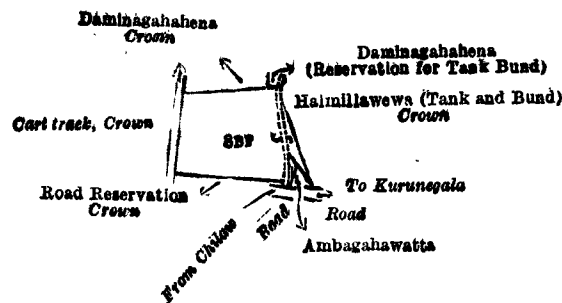 Daminagahahena
Crown
Daminagahahena
(Reservation for Tank Bund)
Halmillawewa (Tank and Bund)
Crown
Cart track, Crown
Road Reservation
Crown
To Kurunegala
Road
Road
From Chilaw
Ambagahawatta